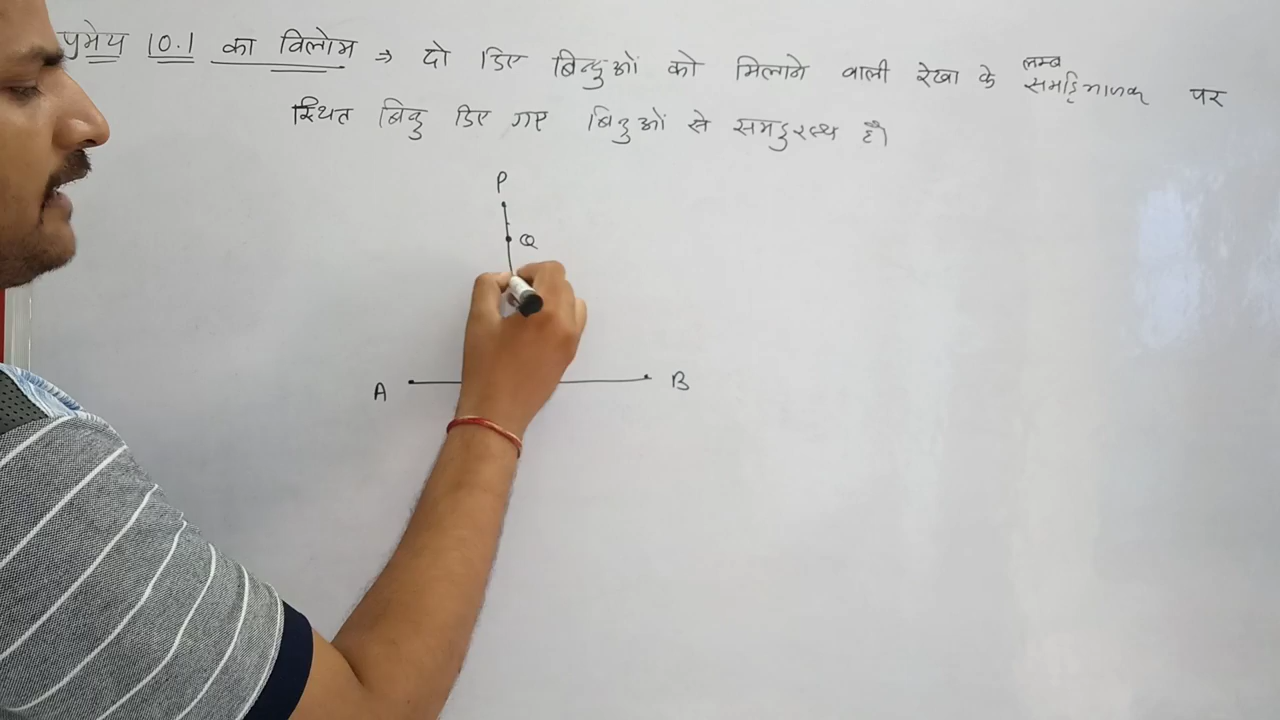 प्रमेय 10.1 का विलोम ⇒ दो दिए बिन्दुओं को मिलाने वाली रेखा के लम्ब समद्विभाजक पर
स्थित बिंदु दिए गए बिंदुओं से समदूरस्थ है।
P
Q
A B